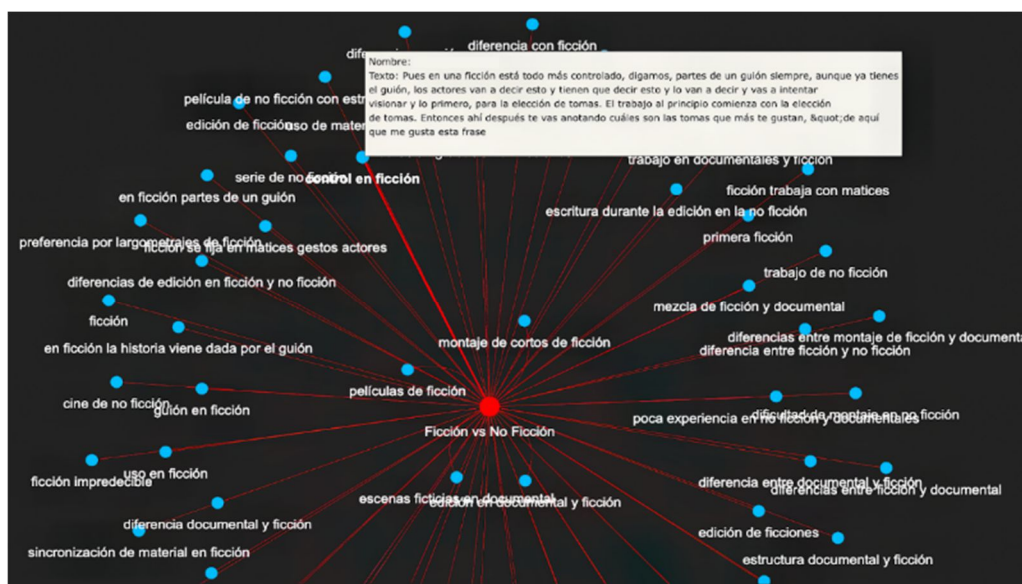 diferencia con ficción
Nombre:
Texto: Pues en una ficción está todo más controlado, digamos, partes de un guión siempre, aunque ya tienes
el guión, los actores van a decir esto y tienen que decir esto y lo van a decir y vas a intentar
visionar y lo primero, para la elección de tomas. El trabajo al principio comienza con la elección
de tomas. Entonces ahí después te vas anotando cuáles son las tomas que más te gustan, &quot;de aquí
que me gusta esta frase
película de no ficción con
edición de ficción
uso de
trabajo en documentales y ficción
serie de no ficción
control en ficción
ficción trabaja con matices
en ficción partes de un guión
escritura durante la edición en la no ficción
primera ficción
preferencia por largometrajes de ficción
ficción se fija en matices gestos actores
trabajo de no ficción
diferencias de edición en ficción y no ficción
mezcla de ficción y documental
ficción
diferencias entre montaje de ficción y documenta
en ficción la historia viene dada por el guión
montaje de cortos de ficción
diferencia entre ficción y no ficción
películas de ficción
cine de no ficción
guión en ficción
poca experiencia en no ficción y documentales
dificultad de montaje en no ficción
Ficción vs No Ficción
uso en ficción
ficción impredecible
diferencia entre documental y ficción
diferencias entre ficción y documental
escenas ficticias en documental
edición en documental y ficción
diferencia documental y ficción
edición de ficciones
sincronización de material en ficción
estructura documental y ficción